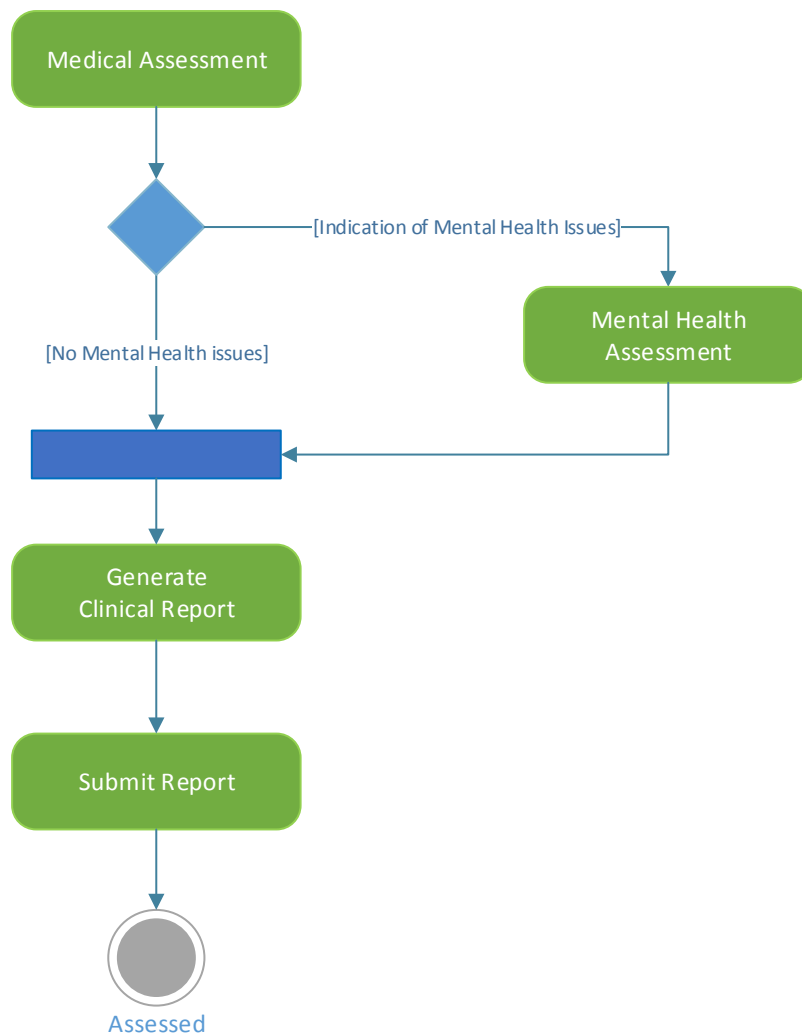 Medical Assessment
[Indication of Mental Health Issues]
Mental Health
Assessment
[No Mental Health issues]
Generate
Clinical Report
Submit Report
Assessed